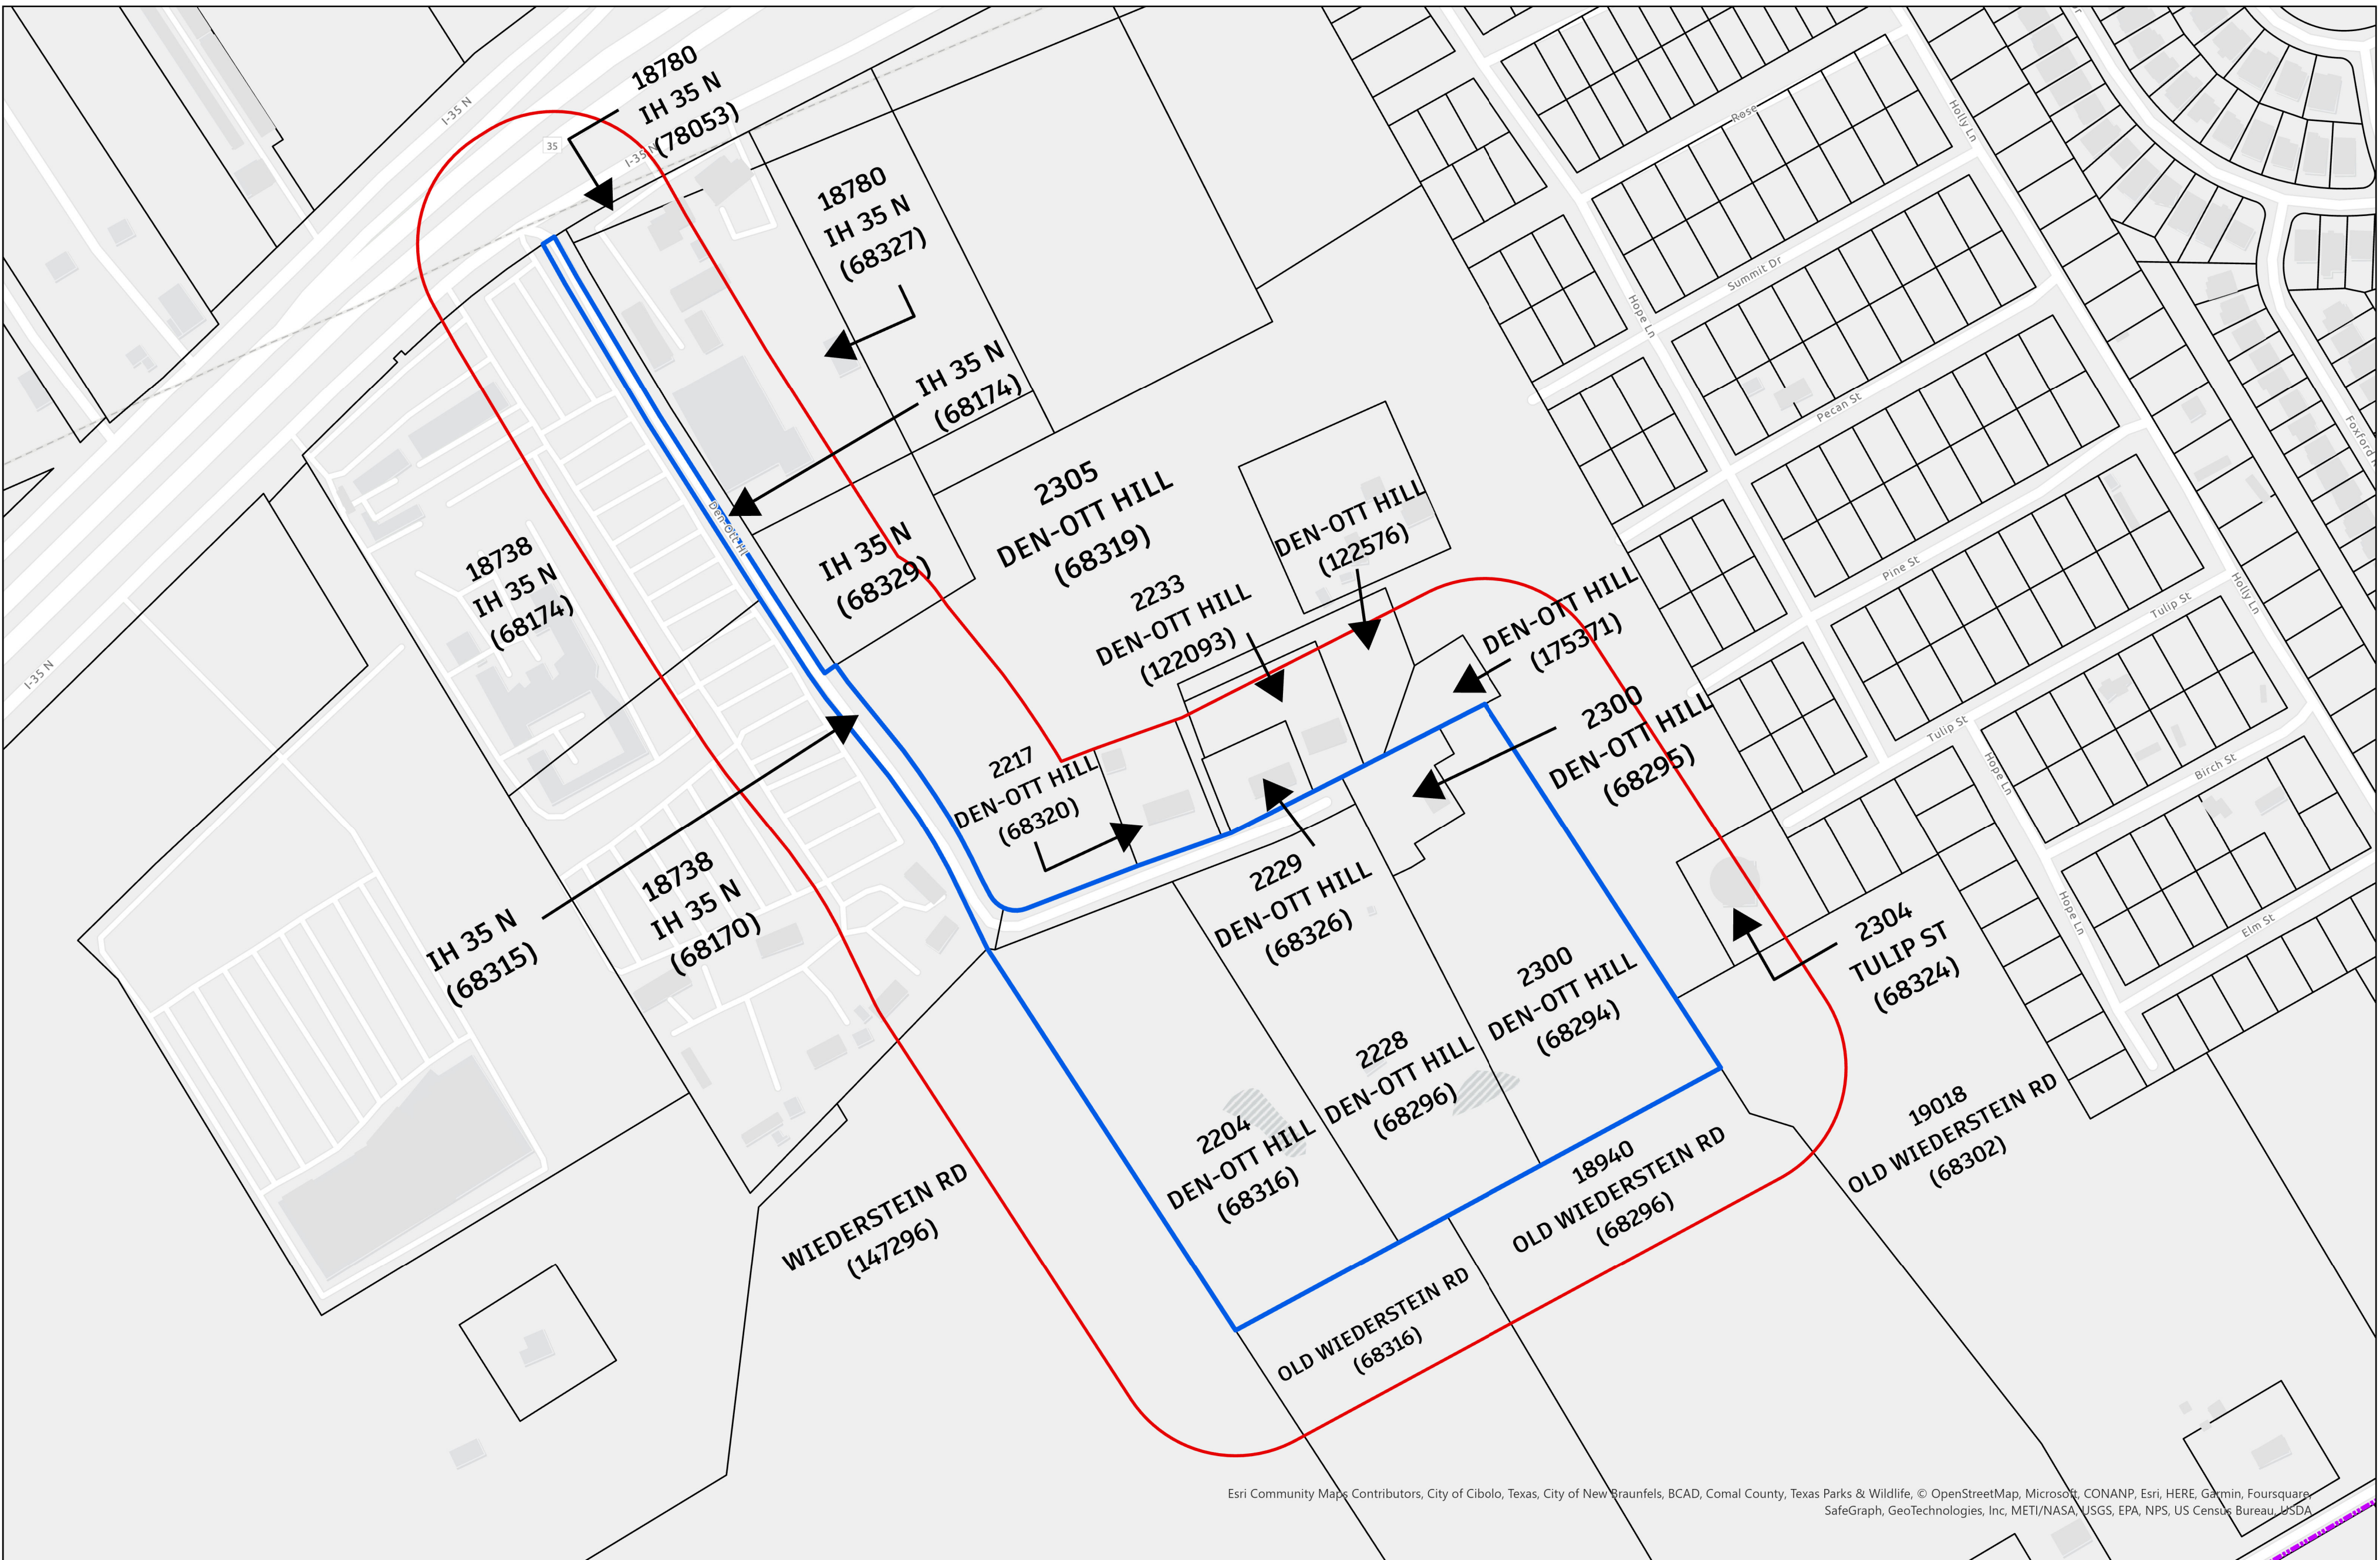 18780
IH 35 N
(78053)
I-35 N
35
I-35 N
18780
IH 35 N
(68327)
IH 35 N
(68174)
Den-Ott Hl
18738
IH 35 N
(68174)
IH 35 N
(68329)
2305
DEN-OTT HILL
(68319)
DEN-OTT HILL
(122576)
2233
DEN-OTT HILL
(122093)
DEN-OTT HILL
(175371)
2300
DEN-OTT HILL
(68295)
2217
DEN-OTT HILL
(68320)
2229
DEN-OTT HILL
(68326)
I-35 N
IH 35 N
(68315)
18738
IH 35 N
(68170)
2304
TULIP ST
(68324)
2300
DEN-OTT HILL
(68294)
2228
DEN-OTT HILL
(68296)
2204
DEN-OTT HILL
(68316)
18940
OLD WIEDERSTEIN RD
(68296)
19018
OLD WIEDERSTEIN RD
(68302)
WIEDERSTEIN RD
(147296)
OLD WIEDERSTEIN RD
(68316)
Rose
Holly Ln
Summit Dr
Hope Ln
Pecan St
Pine St
Tulip St
Holly Ln
Tulip St
Hope Ln
Birch St
Hope Ln
Elm St
Foxford
Esri Community Maps Contributors, City of Cibolo, Texas, City of New Braunfels, BCAD, Comal County, Texas Parks & Wildlife, © OpenStreetMap, Microsoft, CONANP, Esri, HERE, Garmin, Foursquare,
SafeGraph, GeoTechnologies, Inc, METI/NASA, USGS, EPA, NPS, US Census Bureau, USDA